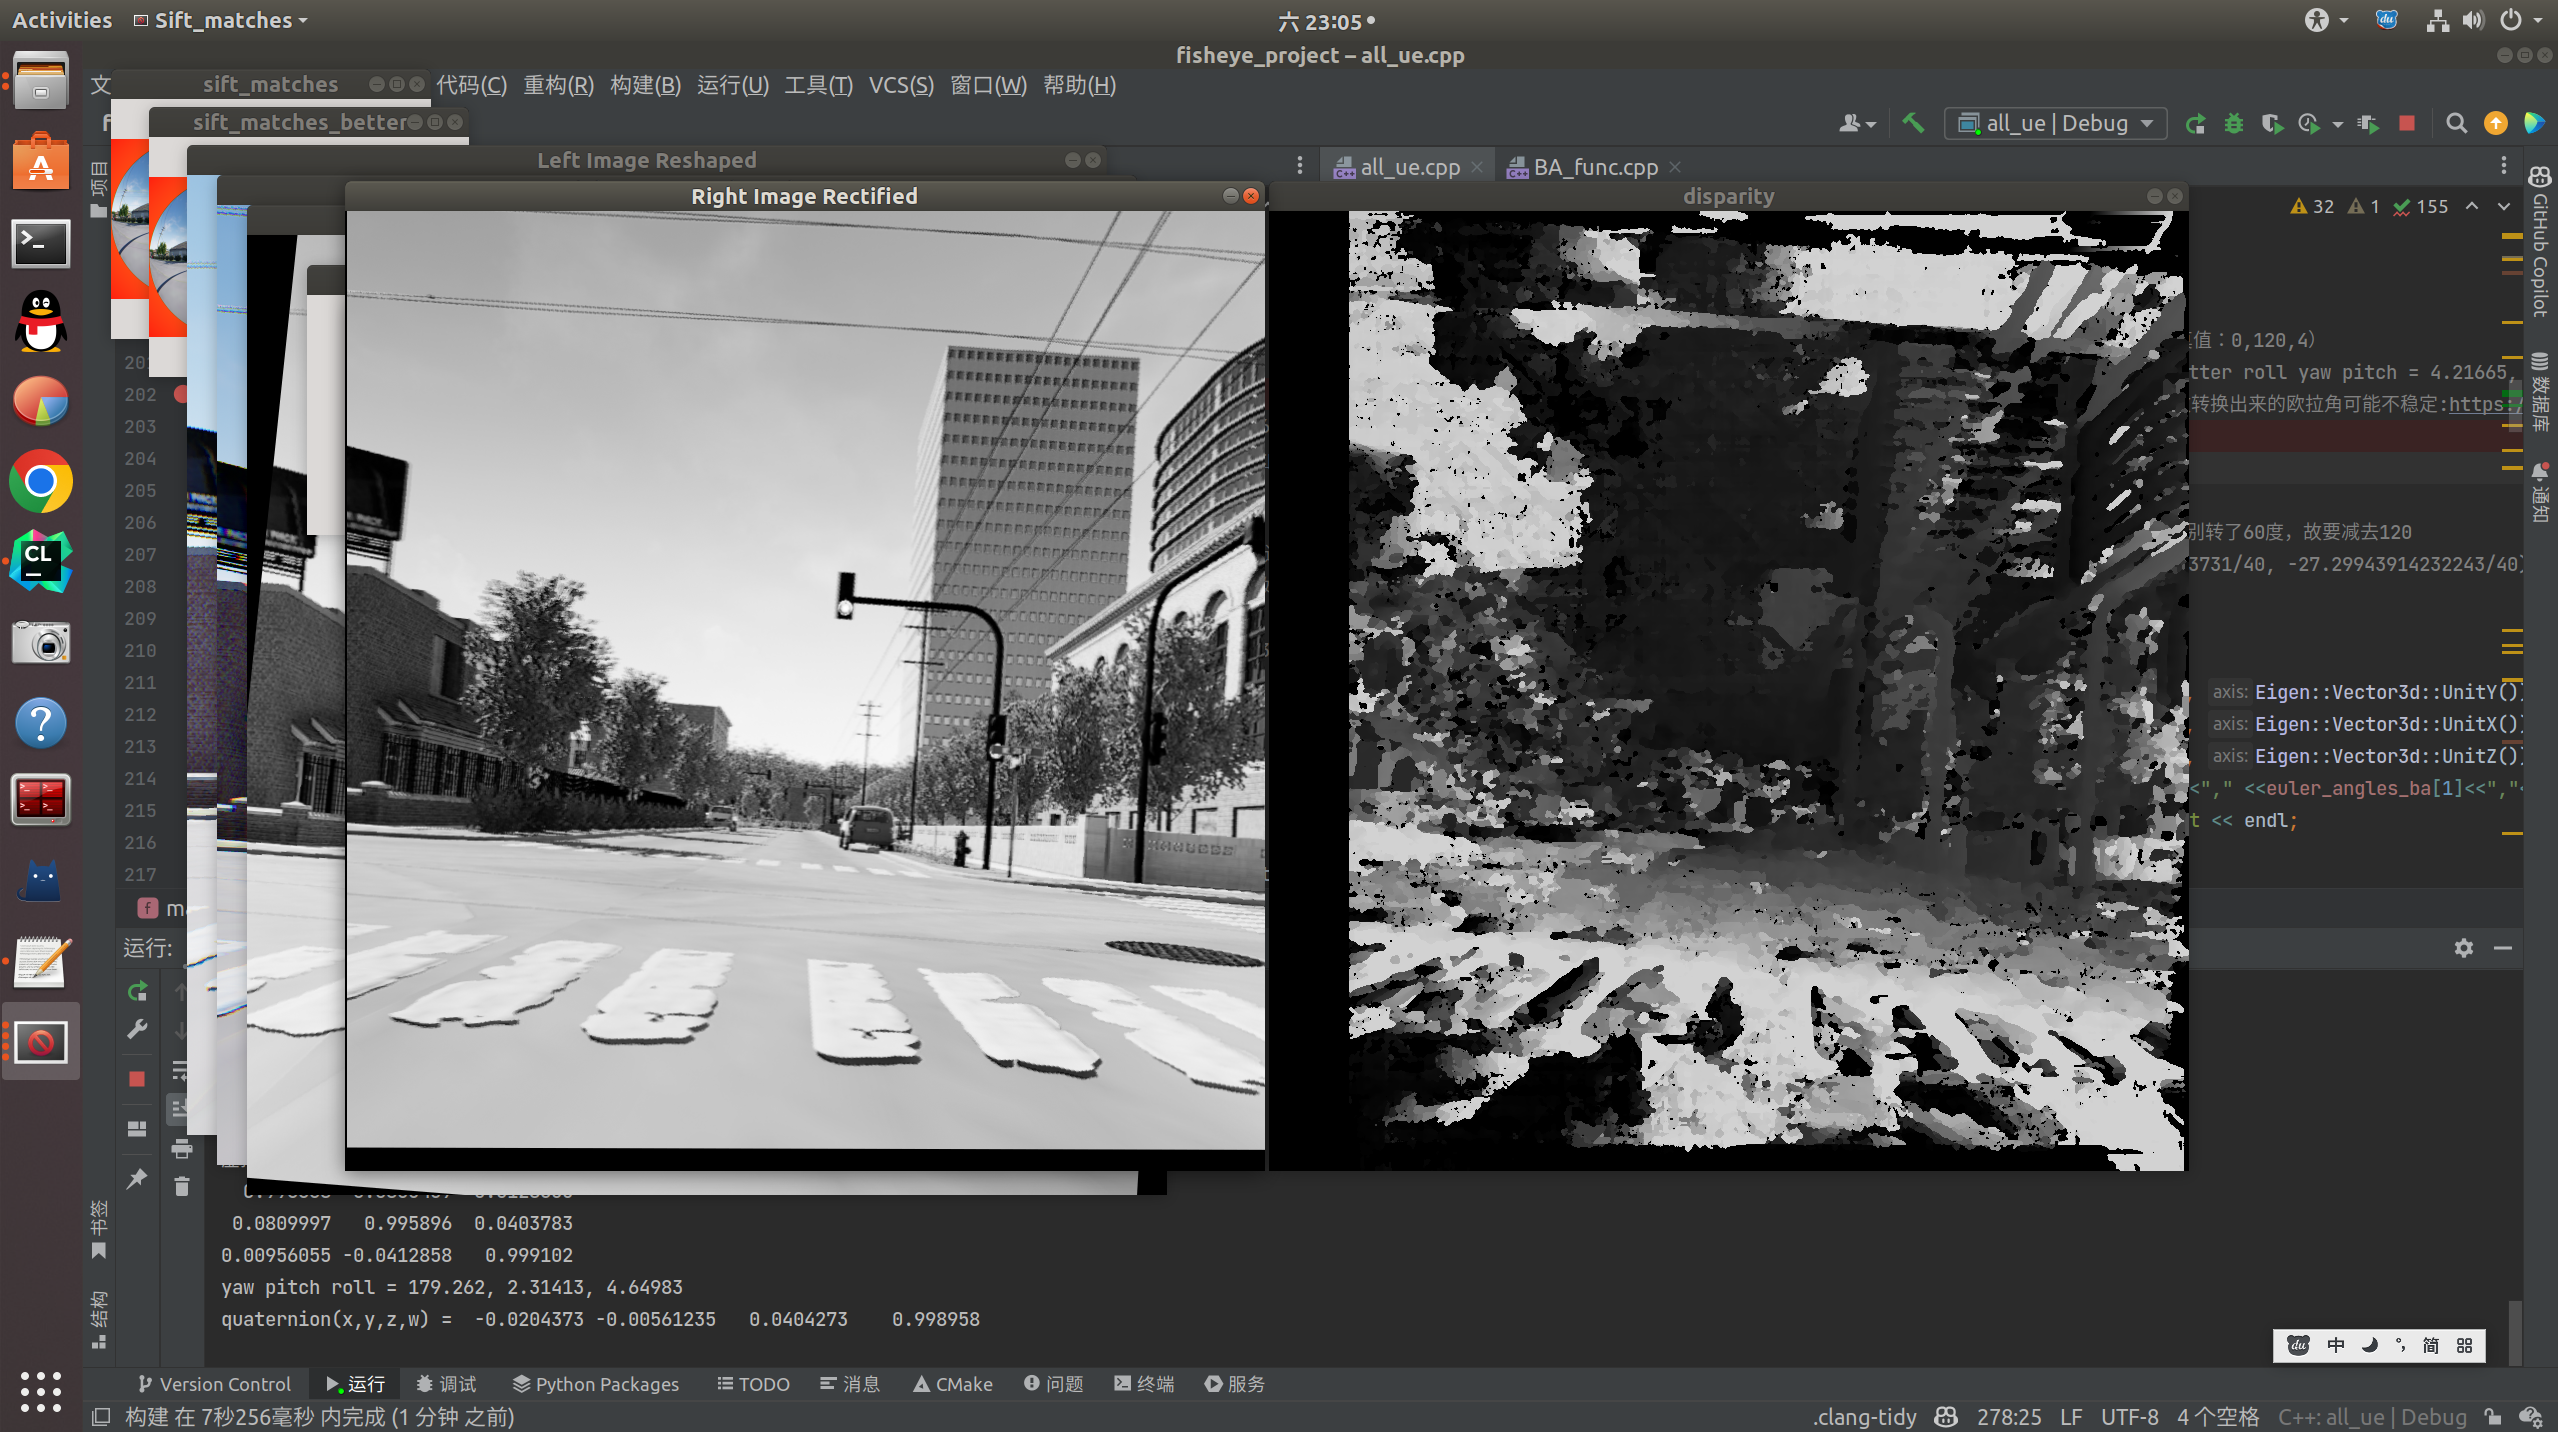 Activities
Sift_matches
六 23:05
fisheye_project – all_ue.cpp
文
sift_matches
代码(C) 重构(R) 构建(B) 运行(U) 工具(T) VCS(S) 窗口(W) 帮助(H)
sift_matches_better
all_ue | Debug
Left Image Reshaped
项目
all_ue.cpp
BA_func.cpp
Right Image Rectified
disparity
32 1 155
GitHub Copilot
数据库
通知
值：0,120,4）
tter roll yaw pitch = 4.21665,
转换出来的欧拉角可能不稳定:https:/
别转了60度，故要减去120
3731/40, -27.29943914232243/40)
axis: Eigen::Vector3d::UnitY()
axis: Eigen::Vector3d::UnitX()
axis: Eigen::Vector3d::UnitZ()
<<"," <<euler_angles_ba[1]<<","
t << endl;
202
203
204
205
206
207
208
209
210
211
212
213
214
215
216
217
运行:
0.0809997 0.995896 0.0403783
0.00956055 -0.0412858 0.999102
yaw pitch roll = 179.262, 2.31413, 4.64983
quaternion(x,y,z,w) = -0.0204373 -0.00561235 0.0404273 0.998958
书签
结构
du 中 °, 简
Version Control 运行 调试 Python Packages TODO 消息 CMake 问题 终端 服务
构建 在 7秒256毫秒 内完成 (1 分钟 之前)
.clang-tidy 278:25 LF UTF-8 4 个空格 C++: all_ue | Debug